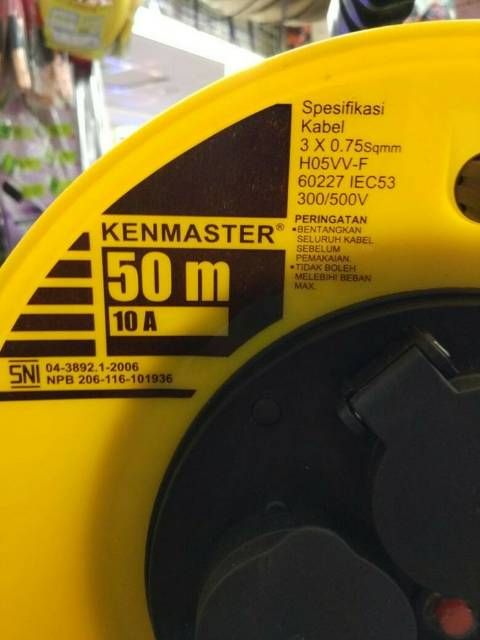 Spesifikasi
Kabel
3 X 0.75Sqmm
H05VV-F
60227 IEC53
300/500V
PERINGATAN
•BENTANGKAN
SELURUH KABEL
SEBELUM
PEMAKAIAN.
•TIDAK BOLEH
MELEBIHI BEBAN
MAX.
KENMASTER®
50 m
10 A
SNI 04-3892.1-2006
NPB 206-116-101936